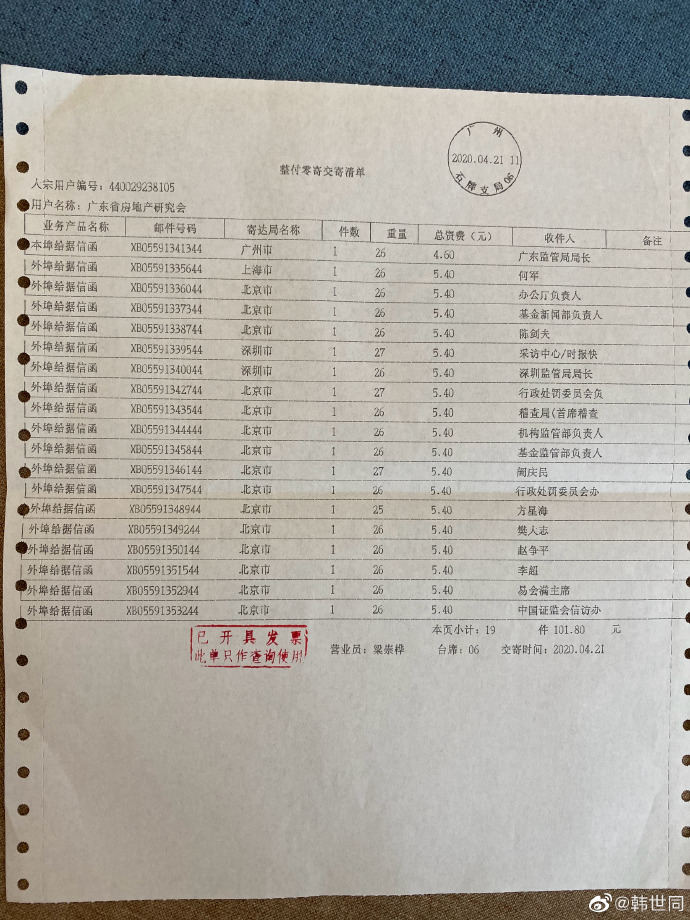 广州
2020.04.21 11
石牌支局06
整付零寄交寄清单
大宗用户编号：440029238105
用户名称：广东省房地产研究会
业务产品名称 邮件号码 寄达局名称 件数 重量 总资费（元） 收件人 备注
本埠给据信函 XB05591341344 广州市 1 26 4.60 广东监管局局长
外埠给据信函 XB05591335644 上海市 1 26 5.40 何军
外埠给据信函 XB05591336044 北京市 1 26 5.40 办公厅负责人
外埠给据信函 XB05591337344 北京市 1 26 5.40 基金新闻部负责人
外埠给据信函 XB05591338744 北京市 1 26 5.40 陈剑夫
外埠给据信函 XB05591339544 深圳市 1 27 5.40 采访中心/时报快
外埠给据信函 XB05591340044 深圳市 1 26 5.40 深圳监管局局长
外埠给据信函 XB05591342744 北京市 1 27 5.40 行政处罚委员会负
外埠给据信函 XB05591343544 北京市 1 26 5.40 稽查局(首席稽查
外埠给据信函 XB05591344444 北京市 1 26 5.40 机构监管部负责人
外埠给据信函 XB05591345844 北京市 1 26 5.40 基金监管部负责人
外埠给据信函 XB05591346144 北京市 1 27 5.40 阎庆民
外埠给据信函 XB05591347544 北京市 1 26 5.40 行政处罚委员会办
外埠给据信函 XB05591348944 北京市 1 25 5.40 方星海
外埠给据信函 XB05591349244 北京市 1 26 5.40 樊大志
外埠给据信函 XB05591350144 北京市 1 26 5.40 赵争平
外埠给据信函 XB05591351544 北京市 1 26 5.40 李超
外埠给据信函 XB05591352944 北京市 1 26 5.40 易会满主席
外埠给据信函 XB05591353244 北京市 1 26 5.40 中国证监会信访办
本页小计：19 件 101.80 元
已开具发票
此单只作查询使用
营业员：梁崇桦 台席：06 交寄时间：2020.04.21
@韩世同